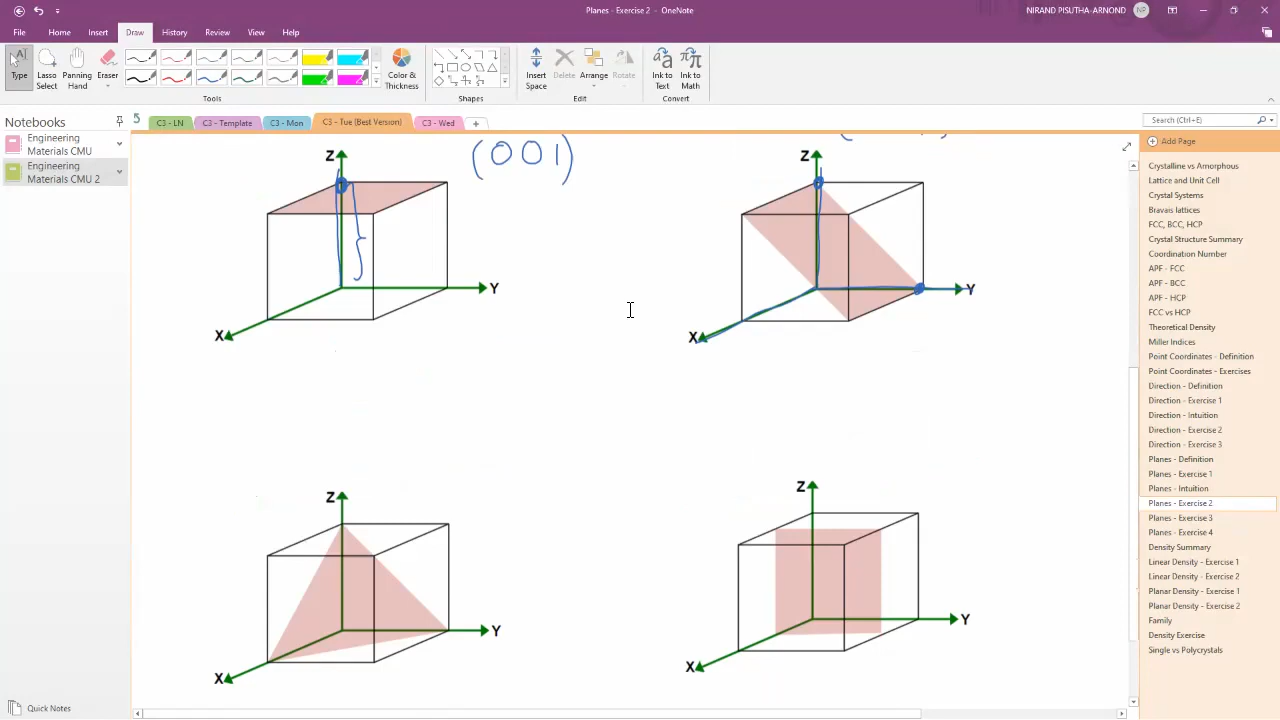 Planes - Exercise 2 - OneNote
NIRAND PISUTHA-ARNOND
NP
File
Home
Insert
Draw
History
Review
View
Help
Type
Lasso Select
Panning Hand
Eraser
Color & Thickness
Insert Space
Delete
Arrange
Rotate
Ink to Text
Ink to Math
Tools
Shapes
Edit
Convert
Notebooks
C3 - LN
C3 - Template
C3 - Mon
C3 - Tue (Best Version)
C3 - Wed
Search (Ctrl+E)
Engineering Materials CMU
Engineering Materials CMU 2
Add Page
Crystalline vs Amorphous
Lattice and Unit Cell
Crystal Systems
Bravais lattices
FCC, BCC, HCP
Crystal Structure Summary
Coordination Number
APF - FCC
APF - BCC
APF - HCP
FCC vs HCP
Theoretical Density
Miller Indices
Point Coordinates - Definition
Point Coordinates - Exercises
Direction - Definition
Direction - Exercise 1
Direction - Intuition
Direction - Exercise 2
Direction - Exercise 3
Planes - Definition
Planes - Exercise 1
Planes - Intuition
Planes - Exercise 2
Planes - Exercise 3
Planes - Exercise 4
Density Summary
Linear Density - Exercise 1
Linear Density - Exercise 2
Planar Density - Exercise 1
Planar Density - Exercise 2
Family
Density Exercise
Single vs Polycrystals
Z
(0 0 1)
Y
X
Z
Y
X
Z
Y
X
Z
Y
X
Quick Notes